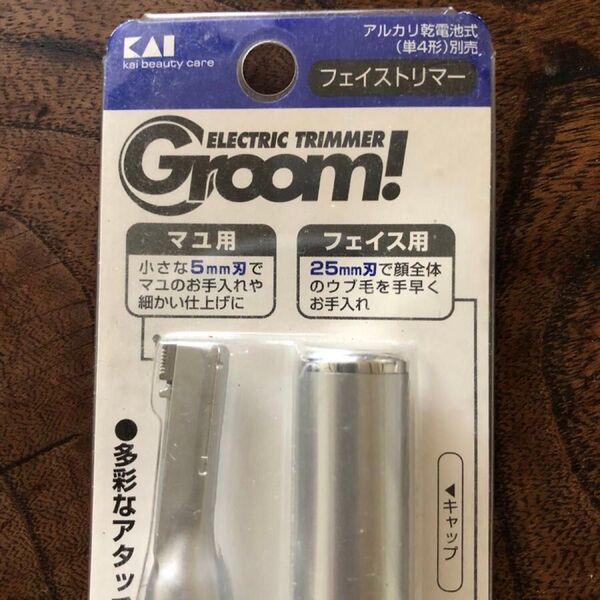 KAI
kai beauty care
アルカリ乾電池式
(単4形)別売
フェイストリマー
ELECTRIC TRIMMER
Groom!
マユ用
小さな5mm刃で
マユのお手入れや
細かい仕上げに
フェイス用
25mm刃で顔全体
のウブ毛を手早く
お手入れ
●多彩なアタッ
◀キャップ